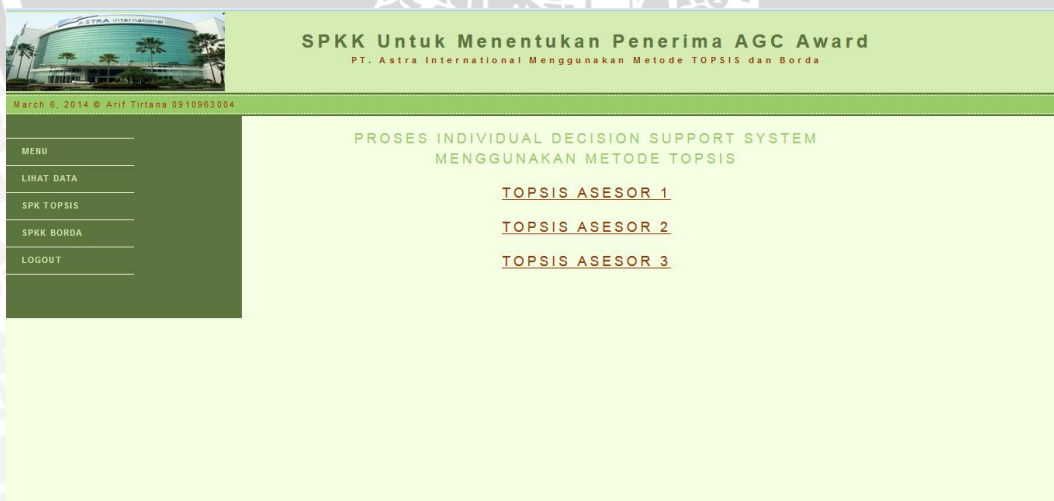 ASTRA International
SPKK Untuk Menentukan Penerima AGC Award
PT. Astra International Menggunakan Metode TOPSIS dan Borda
March 6, 2014 © Arif Tirtana 0910963004
MENU
LIHAT DATA
SPK TOPSIS
SPKK BORDA
LOGOUT
PROSES INDIVIDUAL DECISION SUPPORT SYSTEM
MENGGUNAKAN METODE TOPSIS
TOPSIS ASESOR 1
TOPSIS ASESOR 2
TOPSIS ASESOR 3